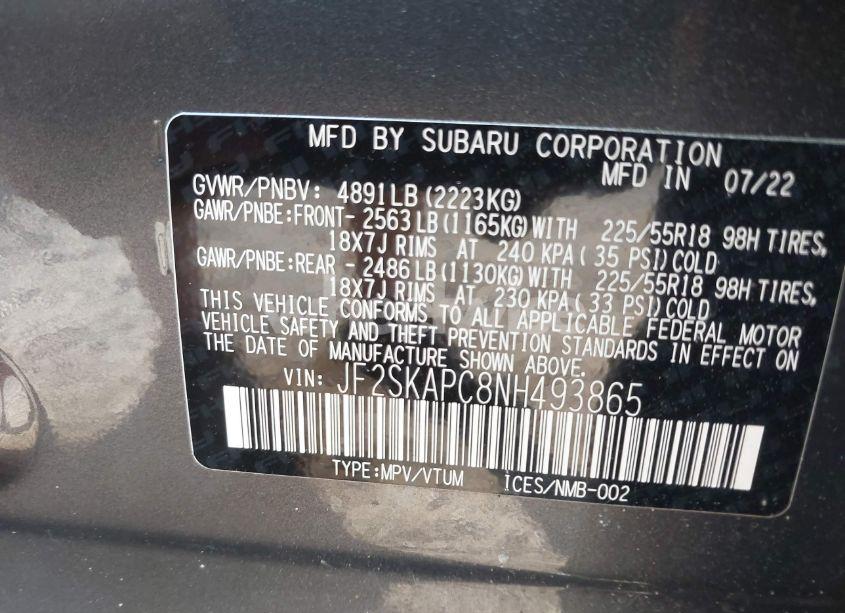 MFD BY SUBARU CORPORATION
MFD IN 07/22
GVWR/PNBV: 4891LB(2223KG)
GAWR/PNBE:FRONT- 2563LB(1165KG)WITH 225/55R18 98H TIRES,
18X7J RIMS AT 240 KPA( 35 PSI)COLD
GAWR/PNBE:REAR - 2486LB(1130KG)WITH 225/55R18 98H TIRES,
18X7J RIMS AT 230 KPA( 33 PSI)COLD
THIS VEHICLE CONFORMS TO ALL APPLICABLE FEDERAL MOTOR
VEHICLE SAFETY AND THEFT PREVENTION STANDARDS IN EFFECT ON
THE DATE OF MANUFACTURE SHOWN ABOVE.
VIN: JF2SKAPC8NH493865
TYPE:MPV/VTUM ICES/NMB-002